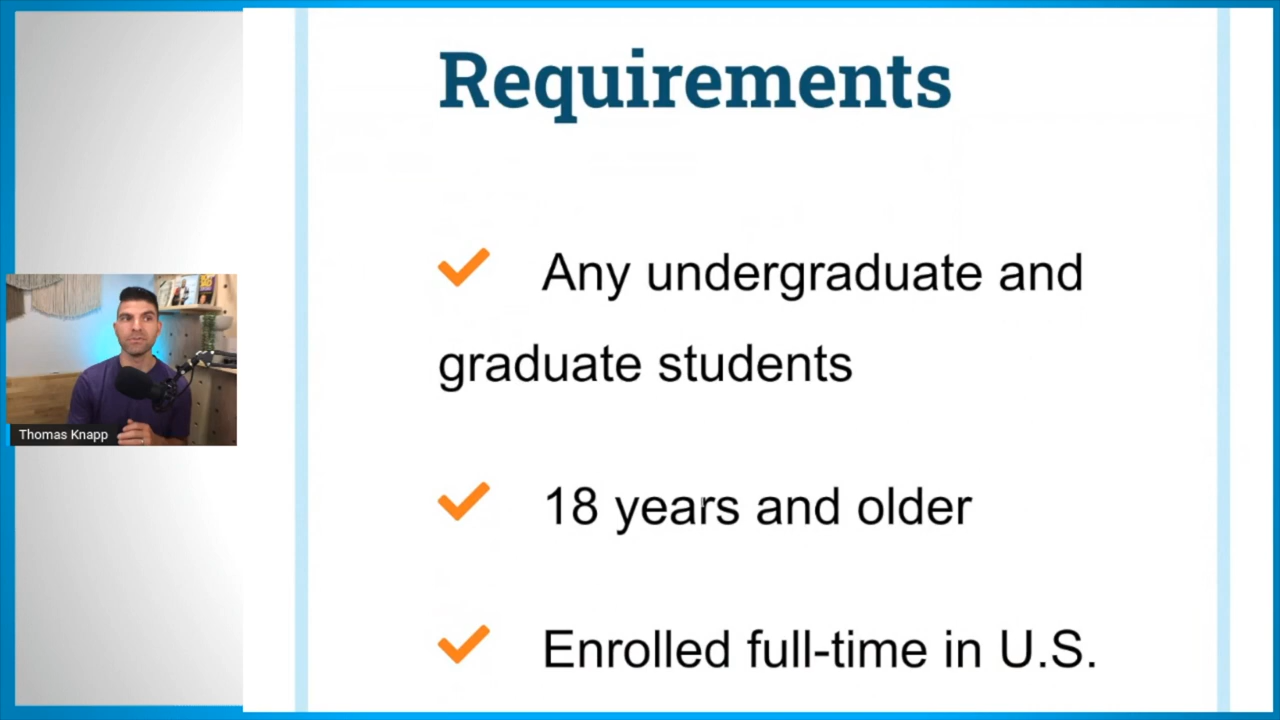 Requirements
Any undergraduate and
graduate students
18 years and older
Enrolled full-time in U.S.
Thomas Knapp